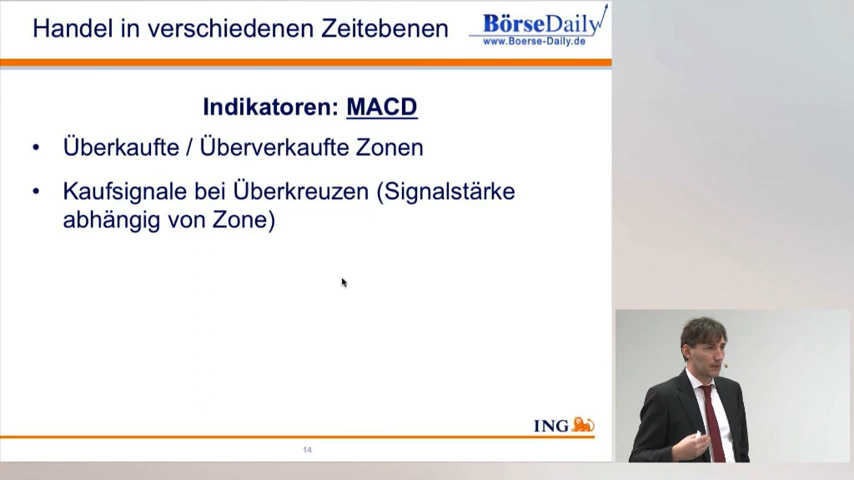 Handel in verschiedenen Zeitebenen
BörseDaily
www.Boerse-Daily.de
Indikatoren: MACD
• Überkaufte / Überverkaufte Zonen
• Kaufsignale bei Überkreuzen (Signalstärke
abhängig von Zone)
ING
14